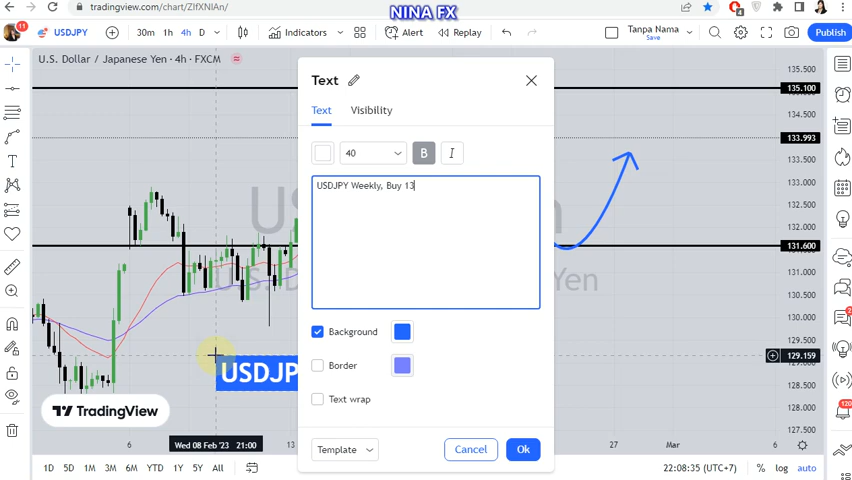 NINA FX
tradingview.com/chart/ZIfXNIAn/
11
USDJPY
30m 1h 4h D
Indicators
Alert
Replay
Tanpa Nama
Save
Publish
U.S. Dollar / Japanese Yen · 4h · FXCM
Text
Text Visibility
40
B
I
USDJPY Weekly, Buy 13
Background
Border
Text wrap
Template
Cancel
Ok
USDJP
TradingView
135.500
135.100
134.500
133.993
133.500
133.000
132.500
132.000
131.600
131.000
130.500
130.000
129.500
129.159
128.500
128.000
127.500
6
Wed 08 Feb '23 21:00
13
27
Mar
6
1D 5D 1M 3M 6M YTD 1Y 5Y All
22:08:35 (UTC+7)
% log auto